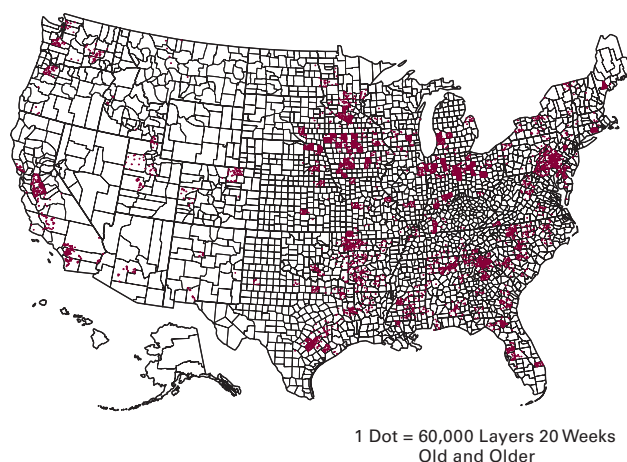 1 Dot = 60,000 Layers 20 Weeks
Old and Older